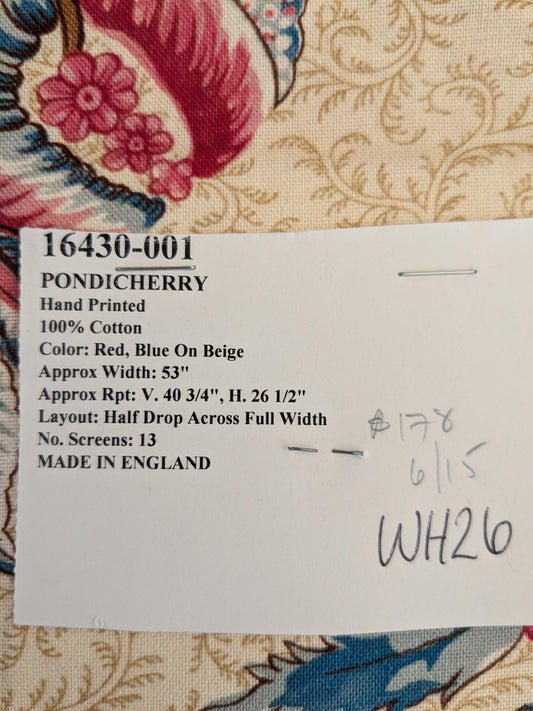 16430-001
PONDICHERRY
Hand Printed
100% Cotton
Color: Red, Blue On Beige
Approx Width: 53"
Approx Rpt: V. 40 3/4", H. 26 1/2"
Layout: Half Drop Across Full Width
No. Screens: 13
MADE IN ENGLAND
$178
6/15
WH26